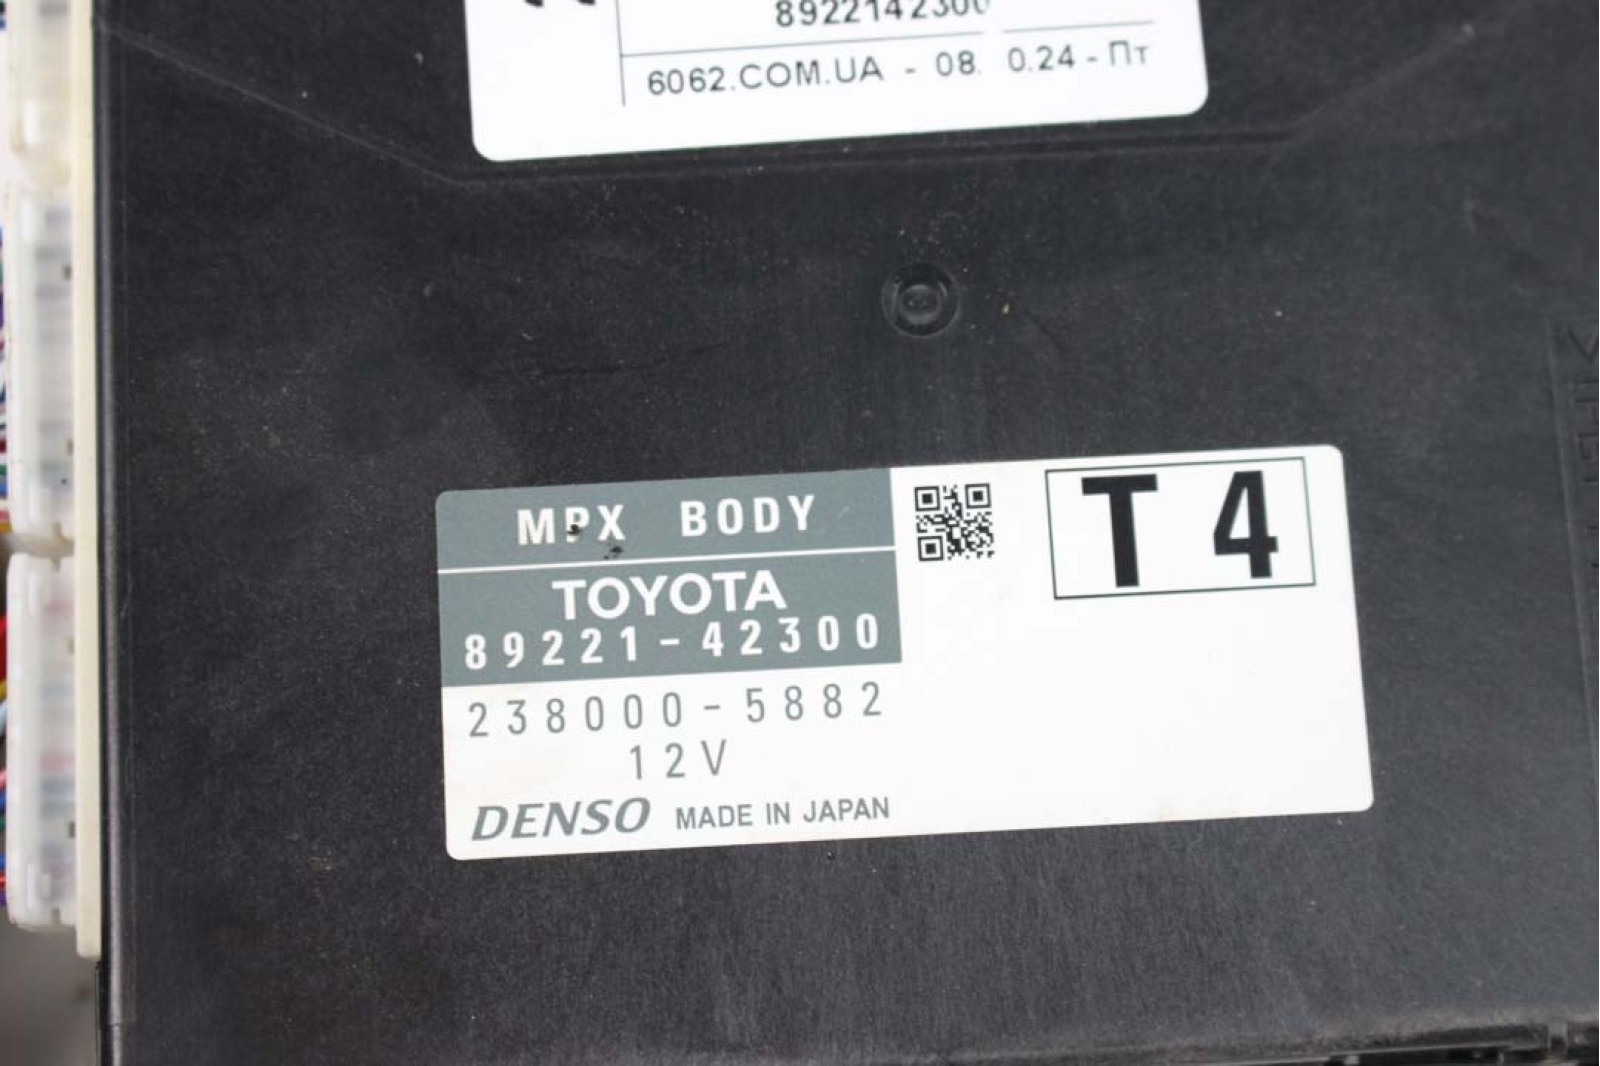 8922142300
6062.COM.UA - 08. 0.24 - Пт
MPX BODY
TOYOTA
89221-42300
238000-5882
12V
DENSO MADE IN JAPAN
T4